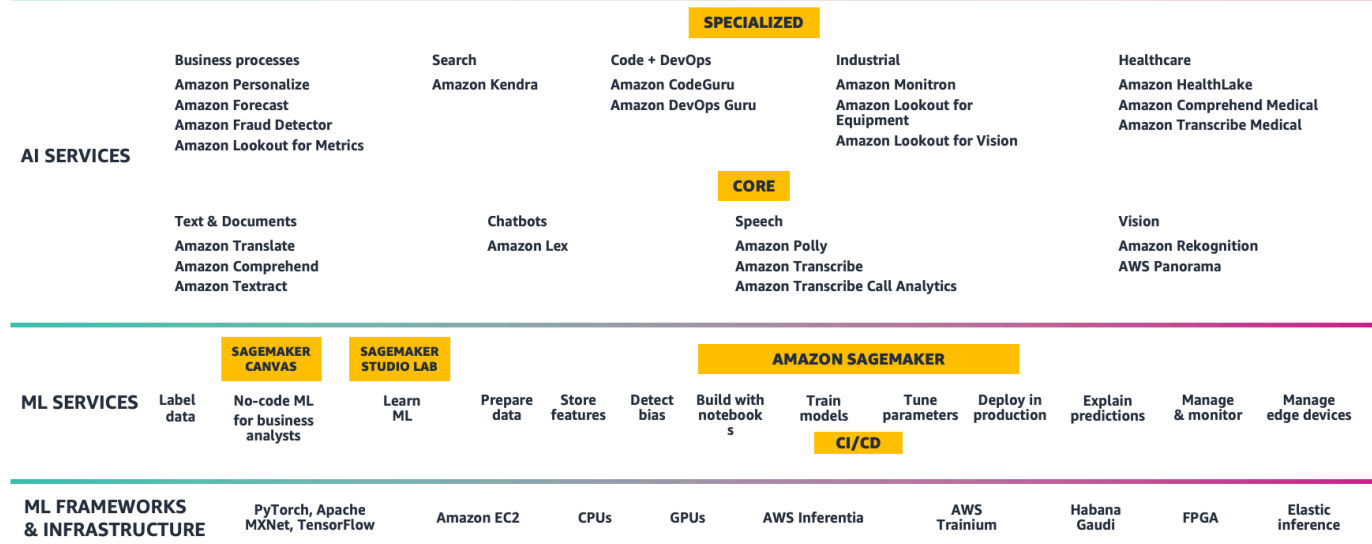 SPECIALIZED
Business processes
Amazon Personalize
Amazon Forecast
Amazon Fraud Detector
Amazon Lookout for Metrics
Search
Amazon Kendra
Code + DevOps
Amazon CodeGuru
Amazon DevOps Guru
Industrial
Amazon Monitron
Amazon Lookout for
Equipment
Amazon Lookout for Vision
Healthcare
Amazon HealthLake
Amazon Comprehend Medical
Amazon Transcribe Medical
AI SERVICES
CORE
Text & Documents
Amazon Translate
Amazon Comprehend
Amazon Textract
Chatbots
Amazon Lex
Speech
Amazon Polly
Amazon Transcribe
Amazon Transcribe Call Analytics
Vision
Amazon Rekognition
AWS Panorama
ML SERVICES
Label
data
SAGEMAKER
CANVAS
No-code ML
for business
analysts
SAGEMAKER
STUDIO LAB
Learn
ML
AMAZON SAGEMAKER
Prepare
data
Store
features
Detect
bias
Build with
notebook
s
Train
models
Tune
parameters
Deploy in
production
Explain
predictions
Manage
& monitor
Manage
edge devices
CI/CD
ML FRAMEWORKS
& INFRASTRUCTURE
PyTorch, Apache
MXNet, TensorFlow
Amazon EC2
CPUs
GPUs
AWS Inferentia
AWS
Trainium
Habana
Gaudi
FPGA
Elastic
inference